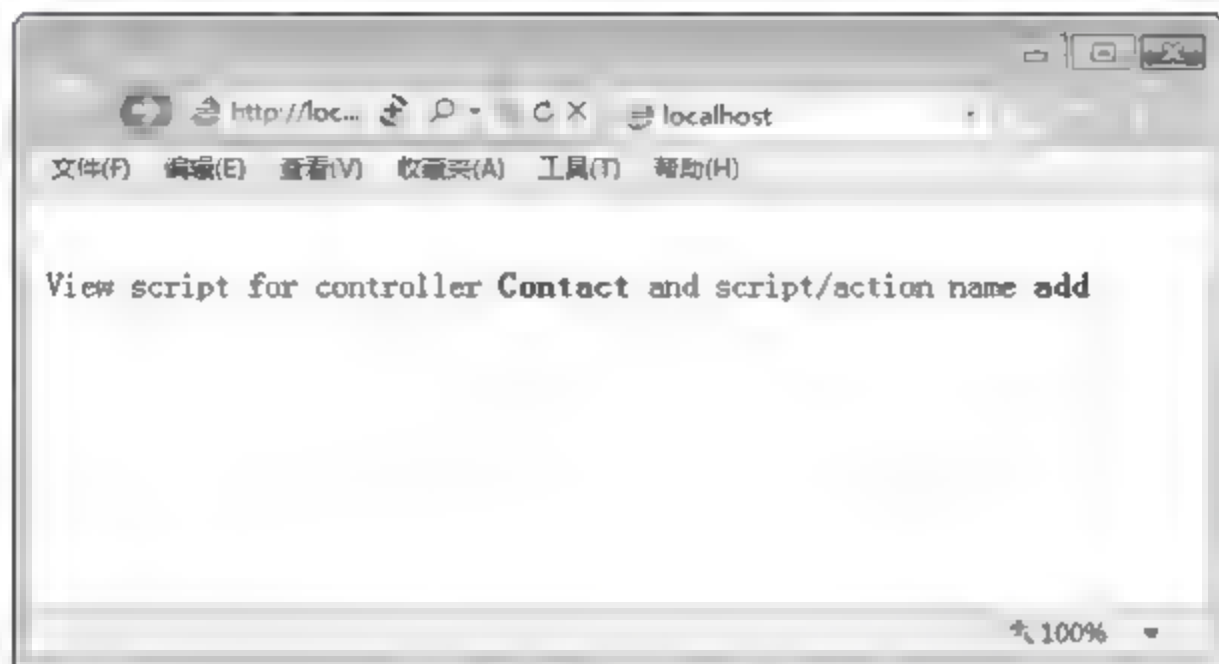 http://loc... localhost
文件(F) 编辑(E) 查看(V) 收藏夹(A) 工具(T) 帮助(H)
View script for controller Contact and script/action name add
100%